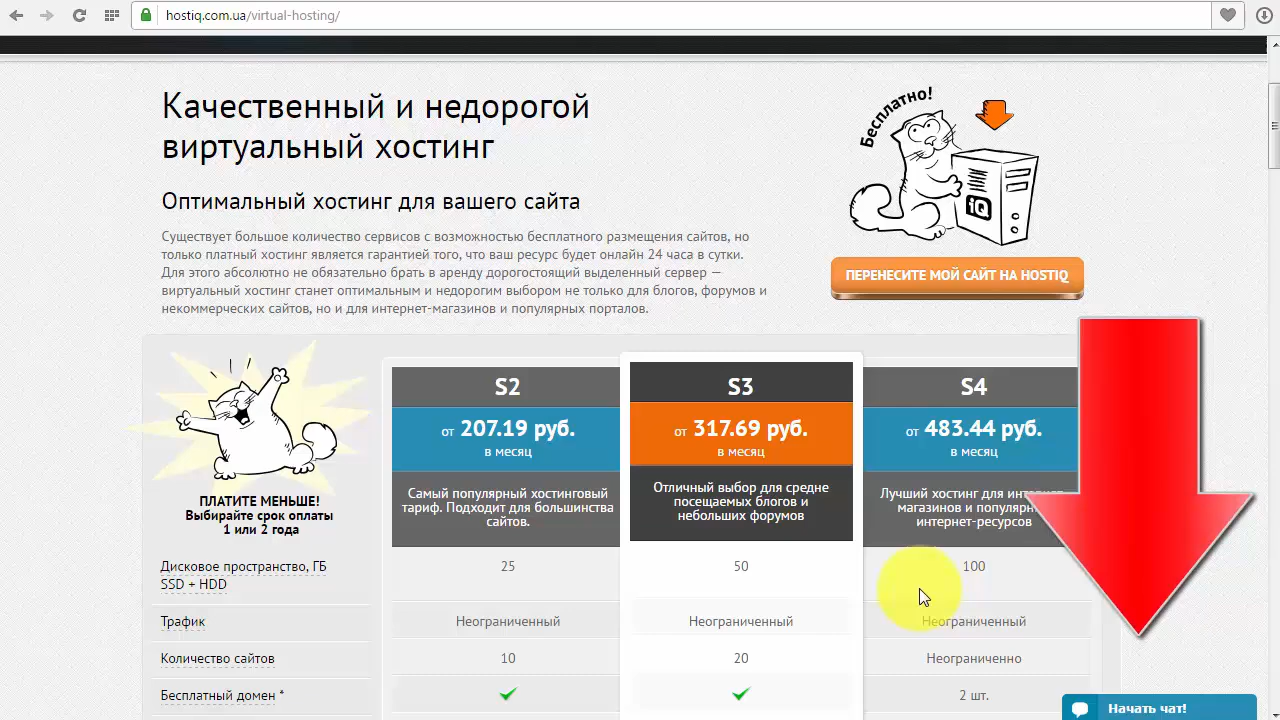 hostiq.com.ua/virtual-hosting/
Качественный и недорогой
виртуальный хостинг
Бесплатно!
iQ
Оптимальный хостинг для вашего сайта
Существует большое количество сервисов с возможностью бесплатного размещения сайтов, но
только платный хостинг является гарантией того, что ваш ресурс будет онлайн 24 часа в сутки.
Для этого абсолютно не обязательно брать в аренду дорогостоящий выделенный сервер —
виртуальный хостинг станет оптимальным и недорогим выбором не только для блогов, форумов и
некоммерческих сайтов, но и для интернет-магазинов и популярных порталов.
ПЕРЕНЕСИТЕ МОЙ САЙТ НА HOSTIQ
ПЛАТИТЕ МЕНЬШЕ!
Выбирайте срок оплаты
1 или 2 года
S2
от 207.19 руб.
в месяц
Самый популярный хостинговый
тариф. Подходит для большинства
сайтов.
S3
от 317.69 руб.
в месяц
Отличный выбор для средне
посещаемых блогов и
небольших форумов
S4
от 483.44 руб.
в месяц
Лучший хостинг для
магазинов и
интернет-ресурсов
Дисковое пространство, ГБ
SSD + HDD
25
50
100
Трафик
Неограниченный
Неограниченный
Неограниченный
Количество сайтов
10
20
Неограниченно
Бесплатный домен *
2 шт.
Начать чат!